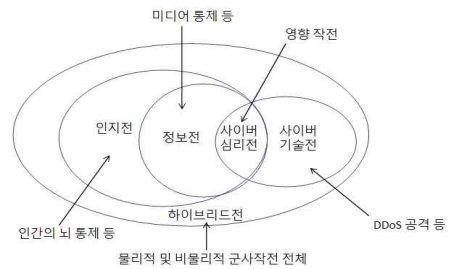 미디어 통제 등
영향 작전
인지전
정보전
사이버
심리전
사이버
기술전
하이브리드전
인간의 뇌 통제 등
DDoS 공격 등
물리적 및 비물리적 군사작전 전체